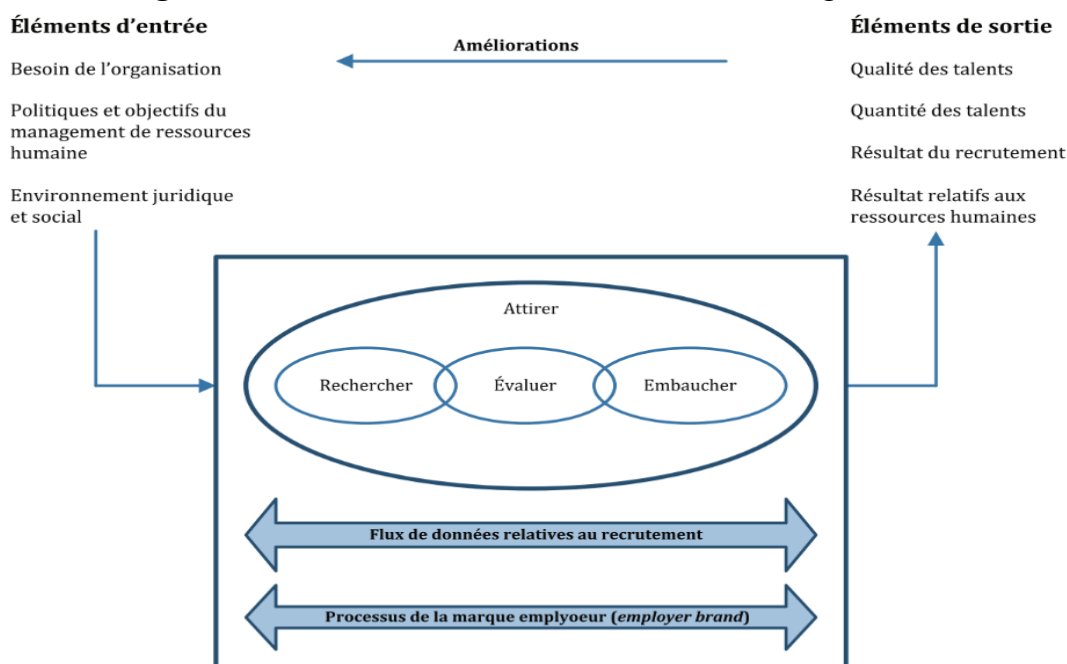 Éléments d'entrée
Besoin de l'organisation
Politiques et objectifs du
management de ressources
humaine
Environnement juridique
et social
Améliorations
Éléments de sortie
Qualité des talents
Quantité des talents
Résultat du recrutement
Résultat relatifs aux
ressources humaines
Attirer
Rechercher
Évaluer
Embaucher
Flux de données relatives au recrutement
Processus de la marque emplyoeur (employer brand)